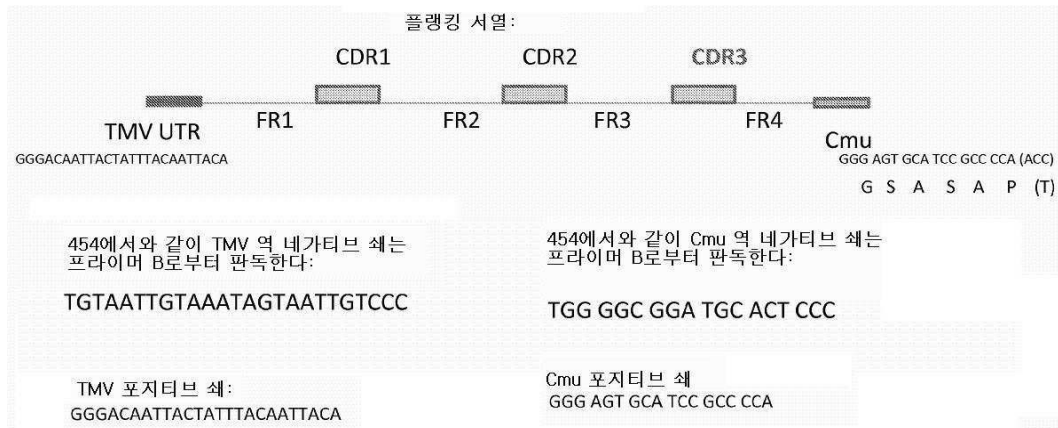 플랭킹 서열:
CDR1 CDR2 CDR3
FR1 FR2 FR3 FR4
TMV UTR Cmu
GGGACAATTACTATTTACAATTACA GGG AGT GCA TCC GCC CCA (ACC)
G S A S A P (T)
454에서와 같이 TMV 역 네가티브 쇄는
프라이머 B로부터 판독한다:
TGTAATTGTAAATAGTAATTGTCCC
454에서와 같이 Cmu 역 네가티브 쇄는
프라이머 B로부터 판독한다:
TGG GGC GGA TGC ACT CCC
TMV 포지티브 쇄:
GGGACAATTACTATTTACAATTACA
Cmu 포지티브 쇄
GGG AGT GCA TCC GCC CCA